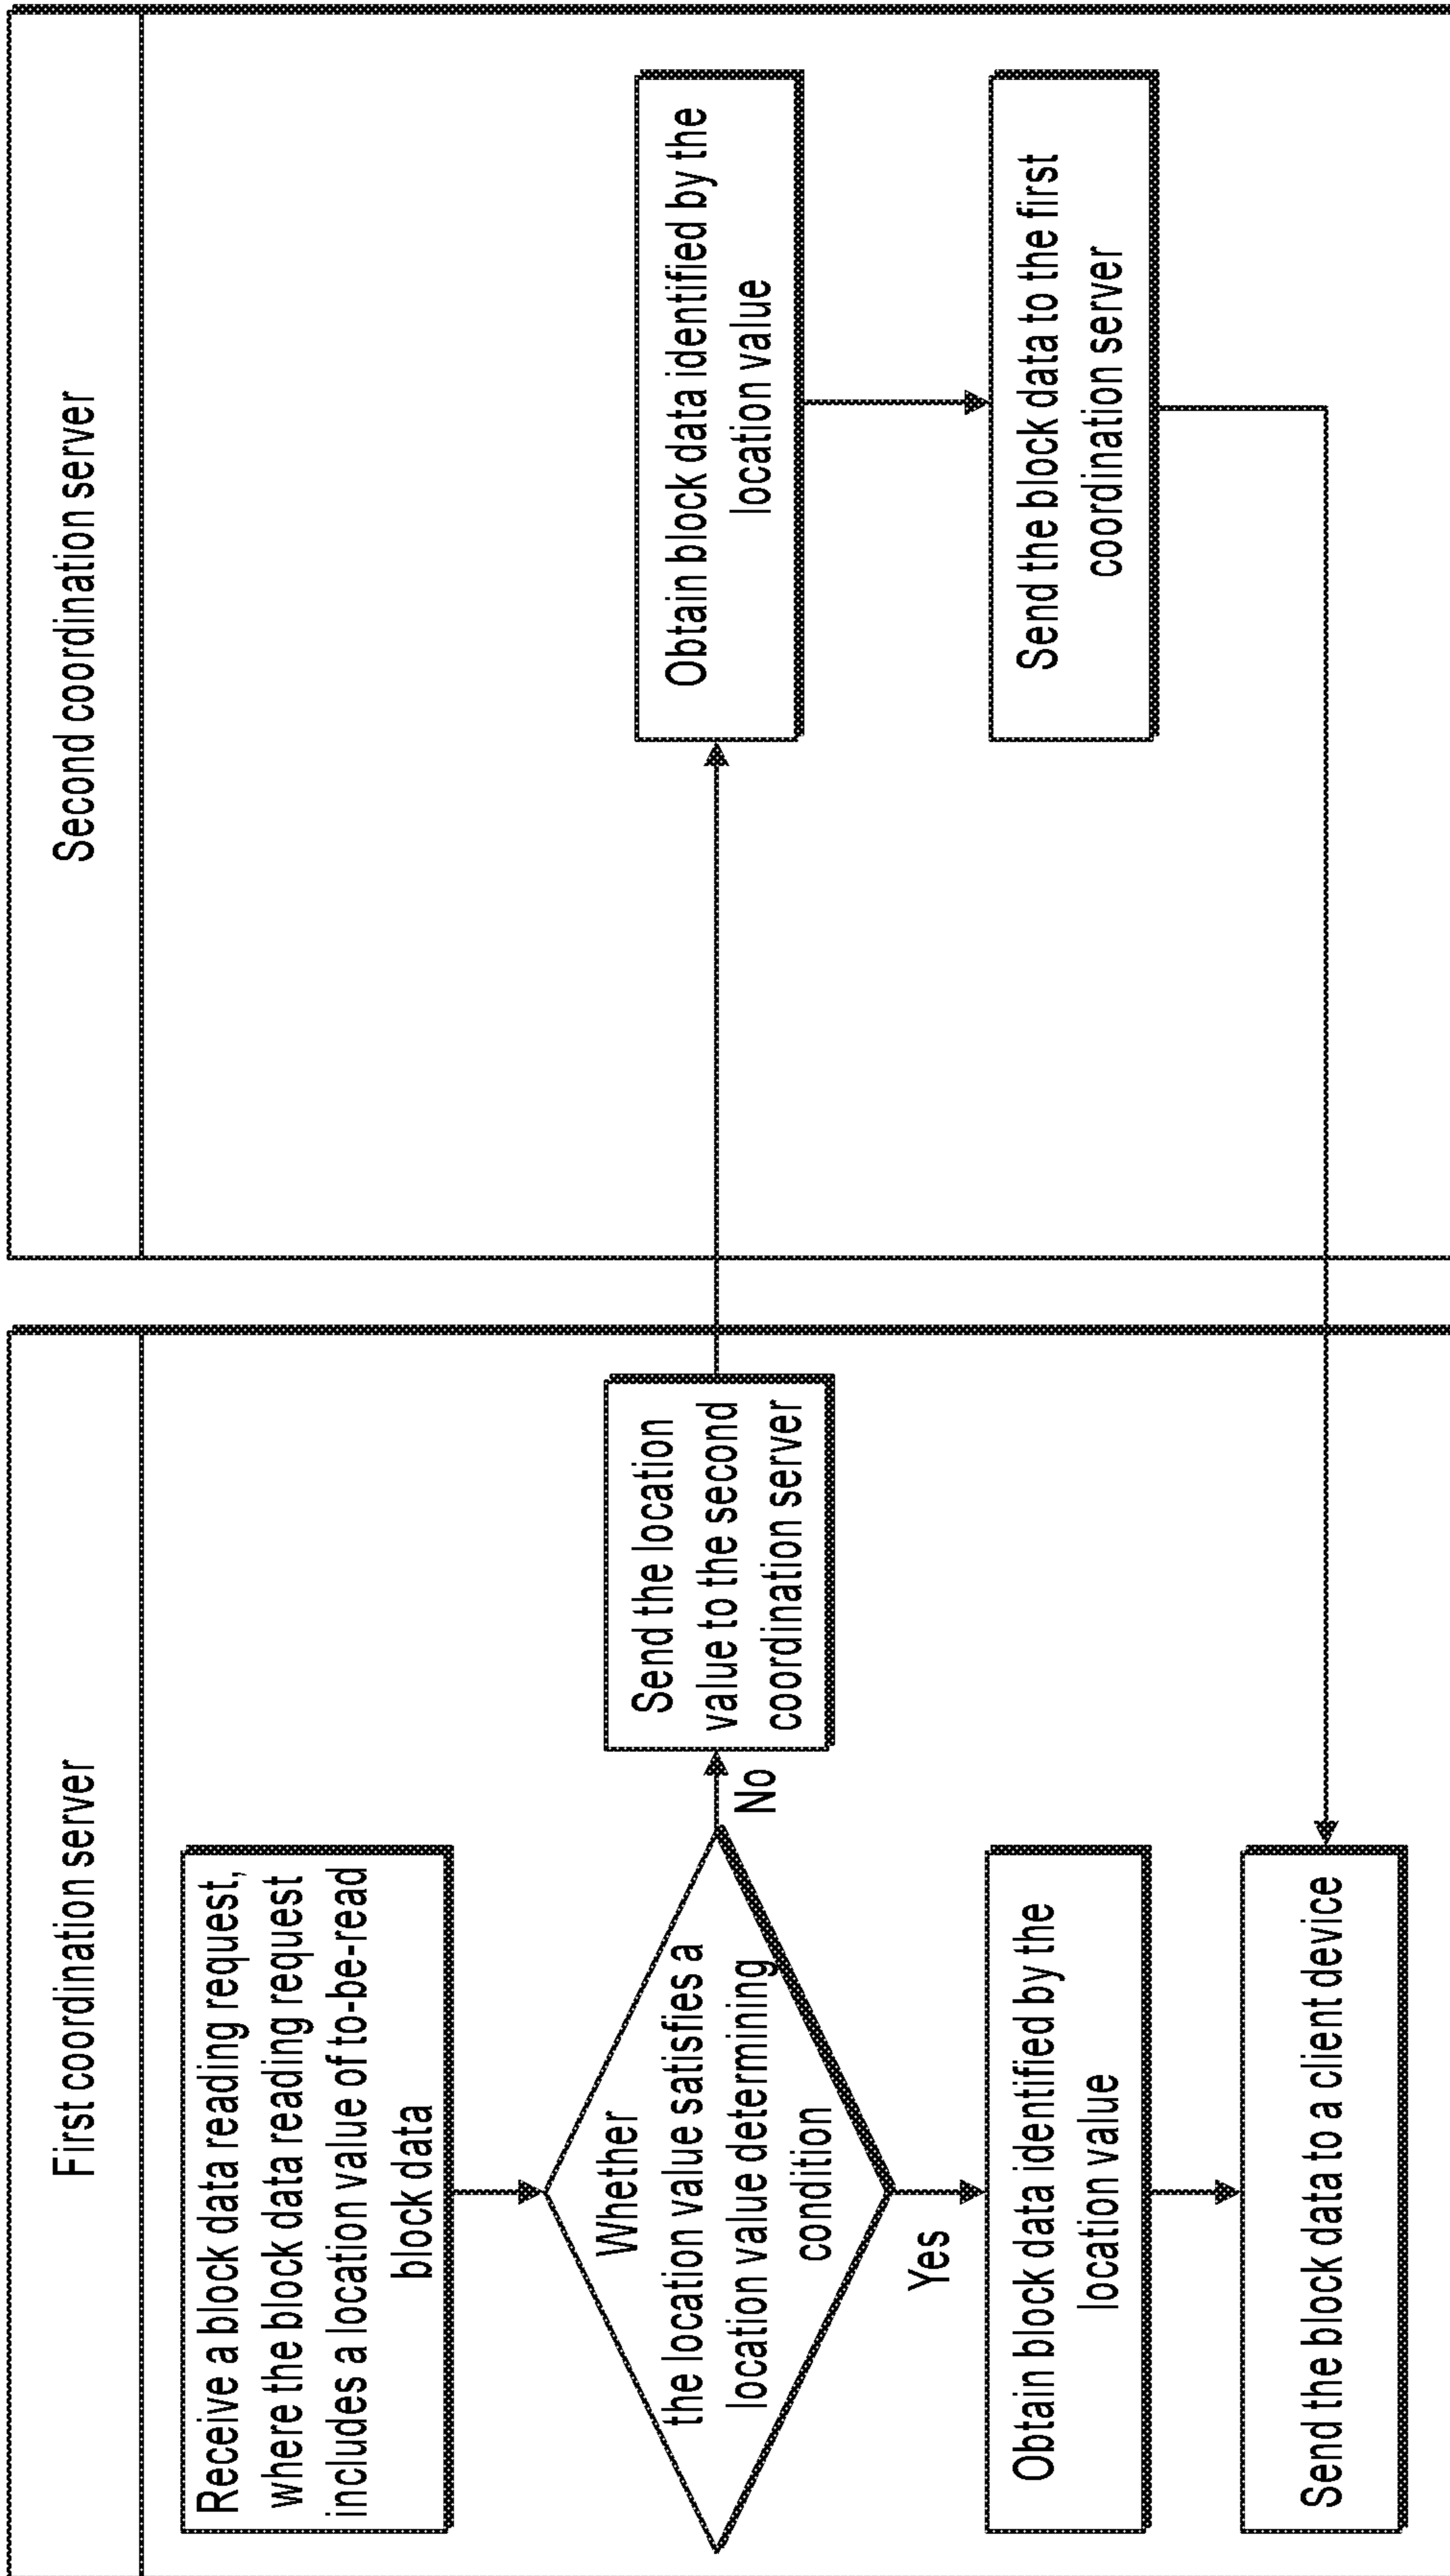 First coordination server
Second coordination server
Receive a block data reading request,
where the block data reading request
includes a location value of to-be-read
block data
Whether
the location value satisfies a
location value determining
condition
No
Send the location
value to the second
coordination server
Obtain block data identified by the
location value
Yes
Obtain block data identified by the
location value
Send the block data to the first
coordination server
Send the block data to a client device